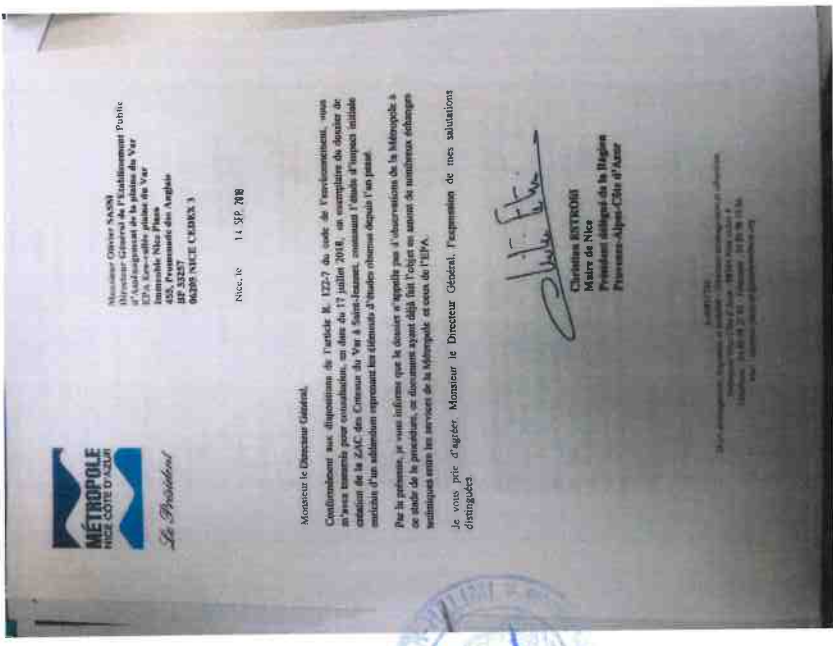 MÉTROPOLE
NICE CÔTE D'AZUR
Le Président
Monsieur Olivier SASSI
Directeur Général de l'Etablissement Public
d'Aménagement de la plaine du Var
EPA Eco-vallée plaine du Var
Immeuble Nice Plaza
455, Promenade des Anglais
BP 33257
06205 NICE CEDEX 3
Nice, le 14 SEP. 2018
Monsieur le Directeur Général,
Conformément aux dispositions de l'article R. 122-7 du code de l'environnement, vous
m'avez transmis pour consultation, en date du 17 juillet 2018, un exemplaire du dossier de
création de la ZAC des Coteaux du Var à Saint-Jeannet, contenant l'étude d'impact initiale
enrichie d'un addendum reprenant les éléments d'études obtenus depuis l'an passé.
Par la présente, je vous informe que le dossier n'appelle pas d'observations de la Métropole à
ce stade de la procédure, ce document ayant déjà fait l'objet en amont de nombreux échanges
techniques entre les services de la Métropole et ceux de l'EPA.
Je vous prie d'agréer, Monsieur le Directeur Général, l'expression de mes salutations
distinguées.
Christian ESTROSI
Maire de Nice
Président délégué de la Région
Provence-Alpes-Côte d'Azur